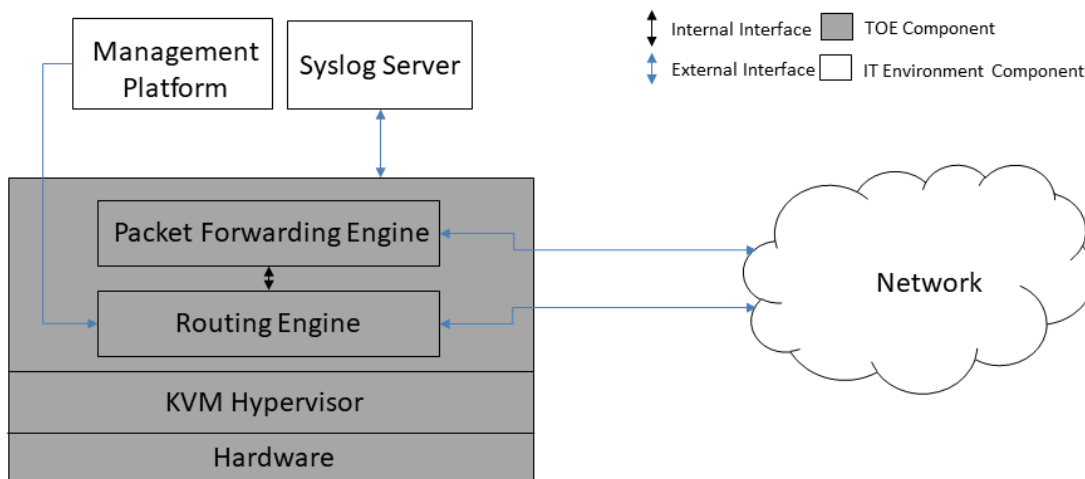 Management
Platform
Syslog Server
Internal Interface
TOE Component
External Interface
IT Environment Component
Packet Forwarding Engine
Routing Engine
Network
KVM Hypervisor
Hardware